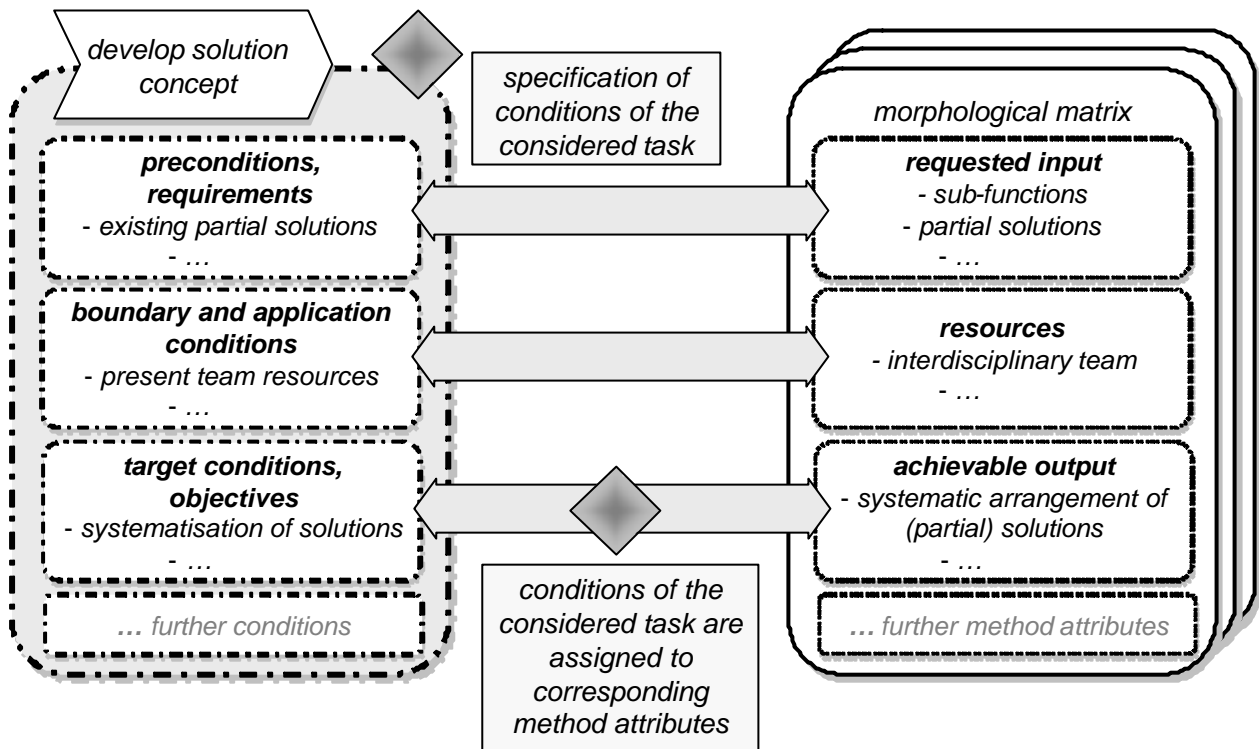 develop solution
concept
specification of
conditions of the
considered task
morphological matrix
preconditions,
requirements
- existing partial solutions
- …
requested input
- sub-functions
- partial solutions
- …
boundary and application
conditions
- present team resources
- …
resources
- interdisciplinary team
- …
target conditions,
objectives
- systematisation of solutions
- …
achievable output
- systematic arrangement of
(partial) solutions
- …
conditions of the
considered task are
assigned to
corresponding
method attributes
... further conditions
... further method attributes